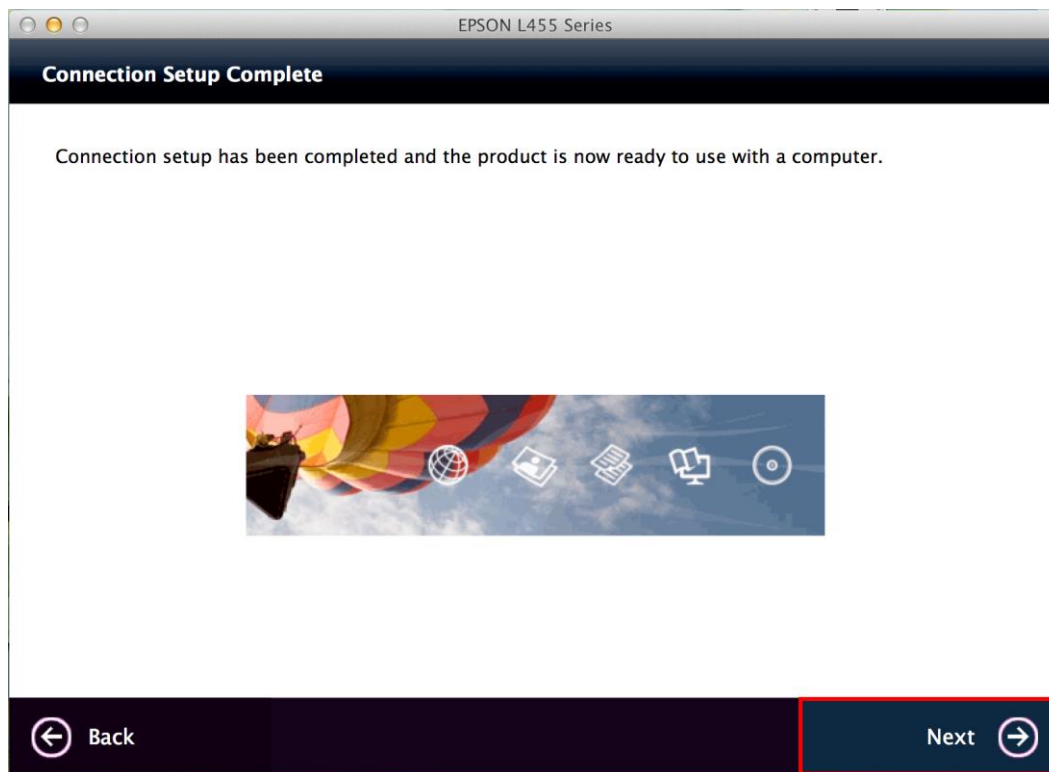 EPSON L455 Series
Connection Setup Complete
Connection setup has been completed and the product is now ready to use with a computer.
Back
Next